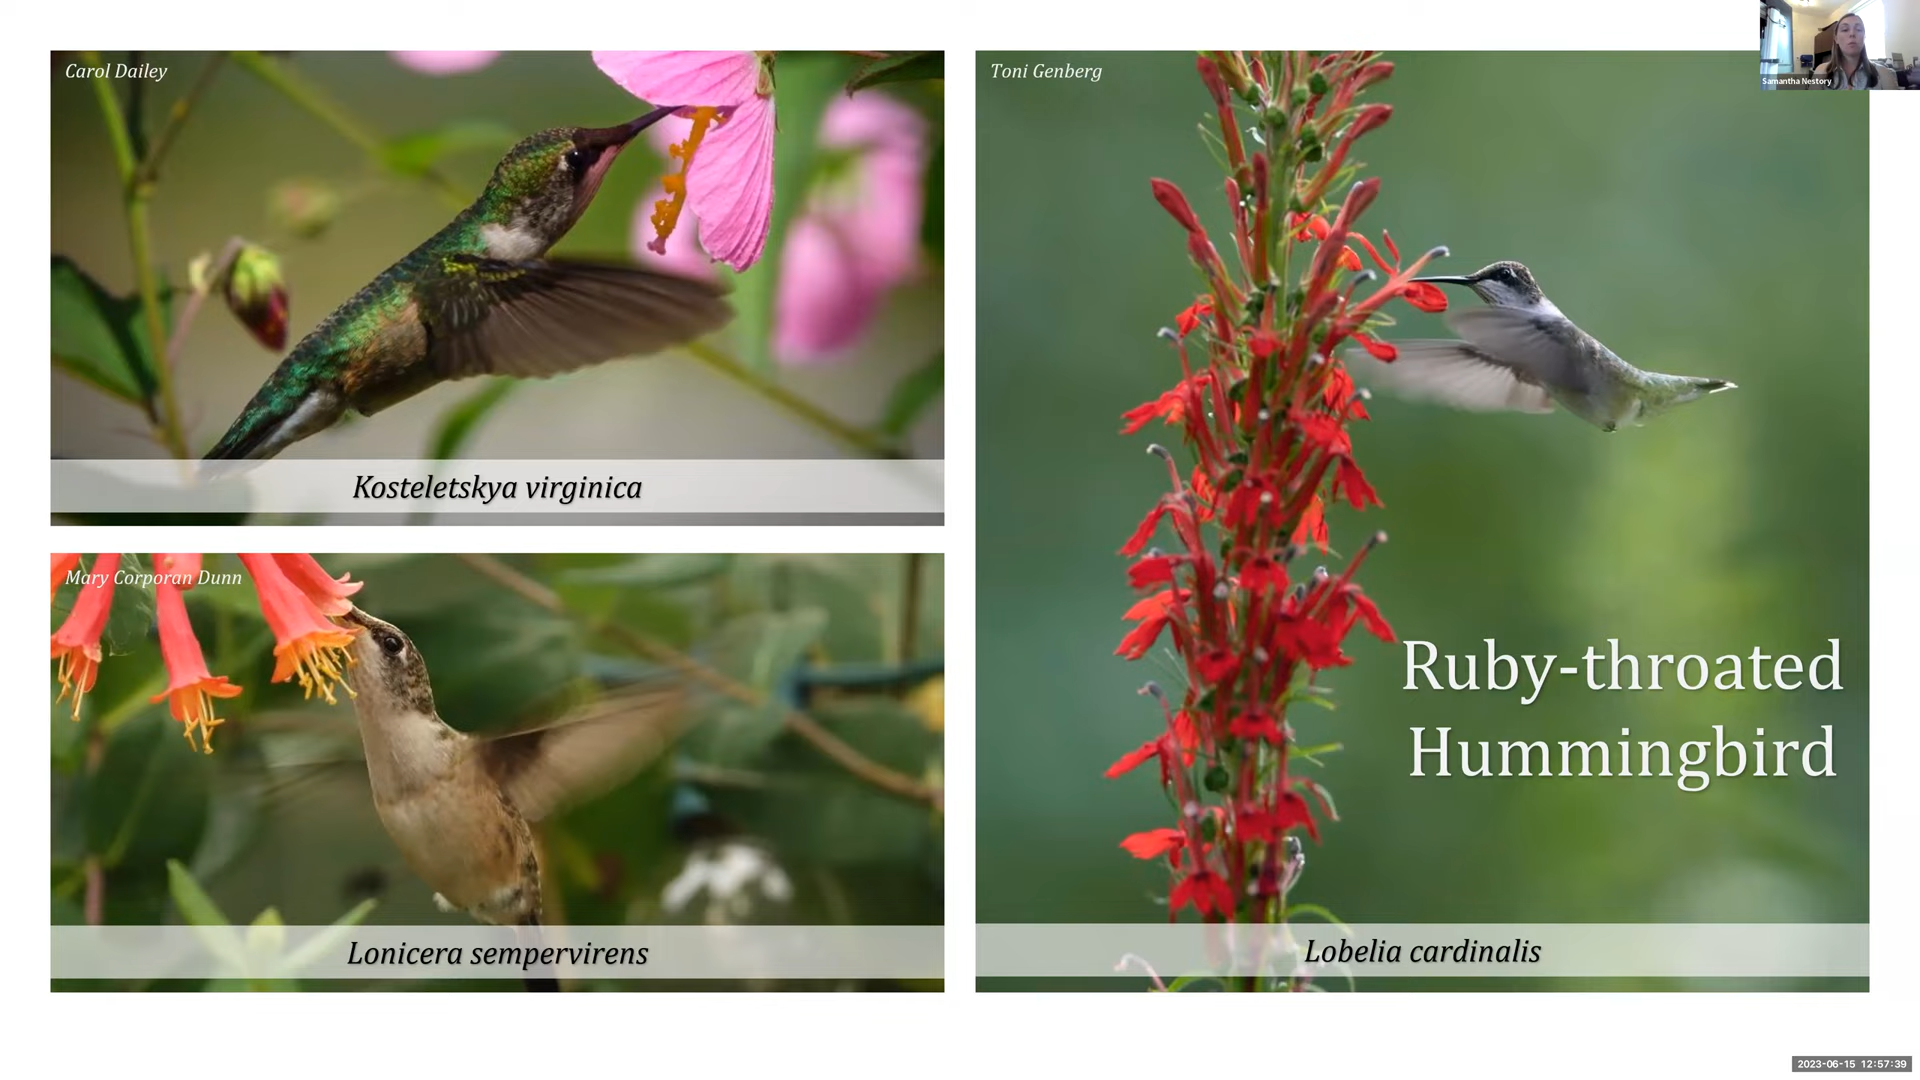 Carol Dailey
Kosteletskya virginica
Mary Corporan Dunn
Lonicera sempervirens
Toni Genberg
Ruby-throated
Hummingbird
Lobelia cardinalis
Samantha Nestory
2023-06-15 12:57:39